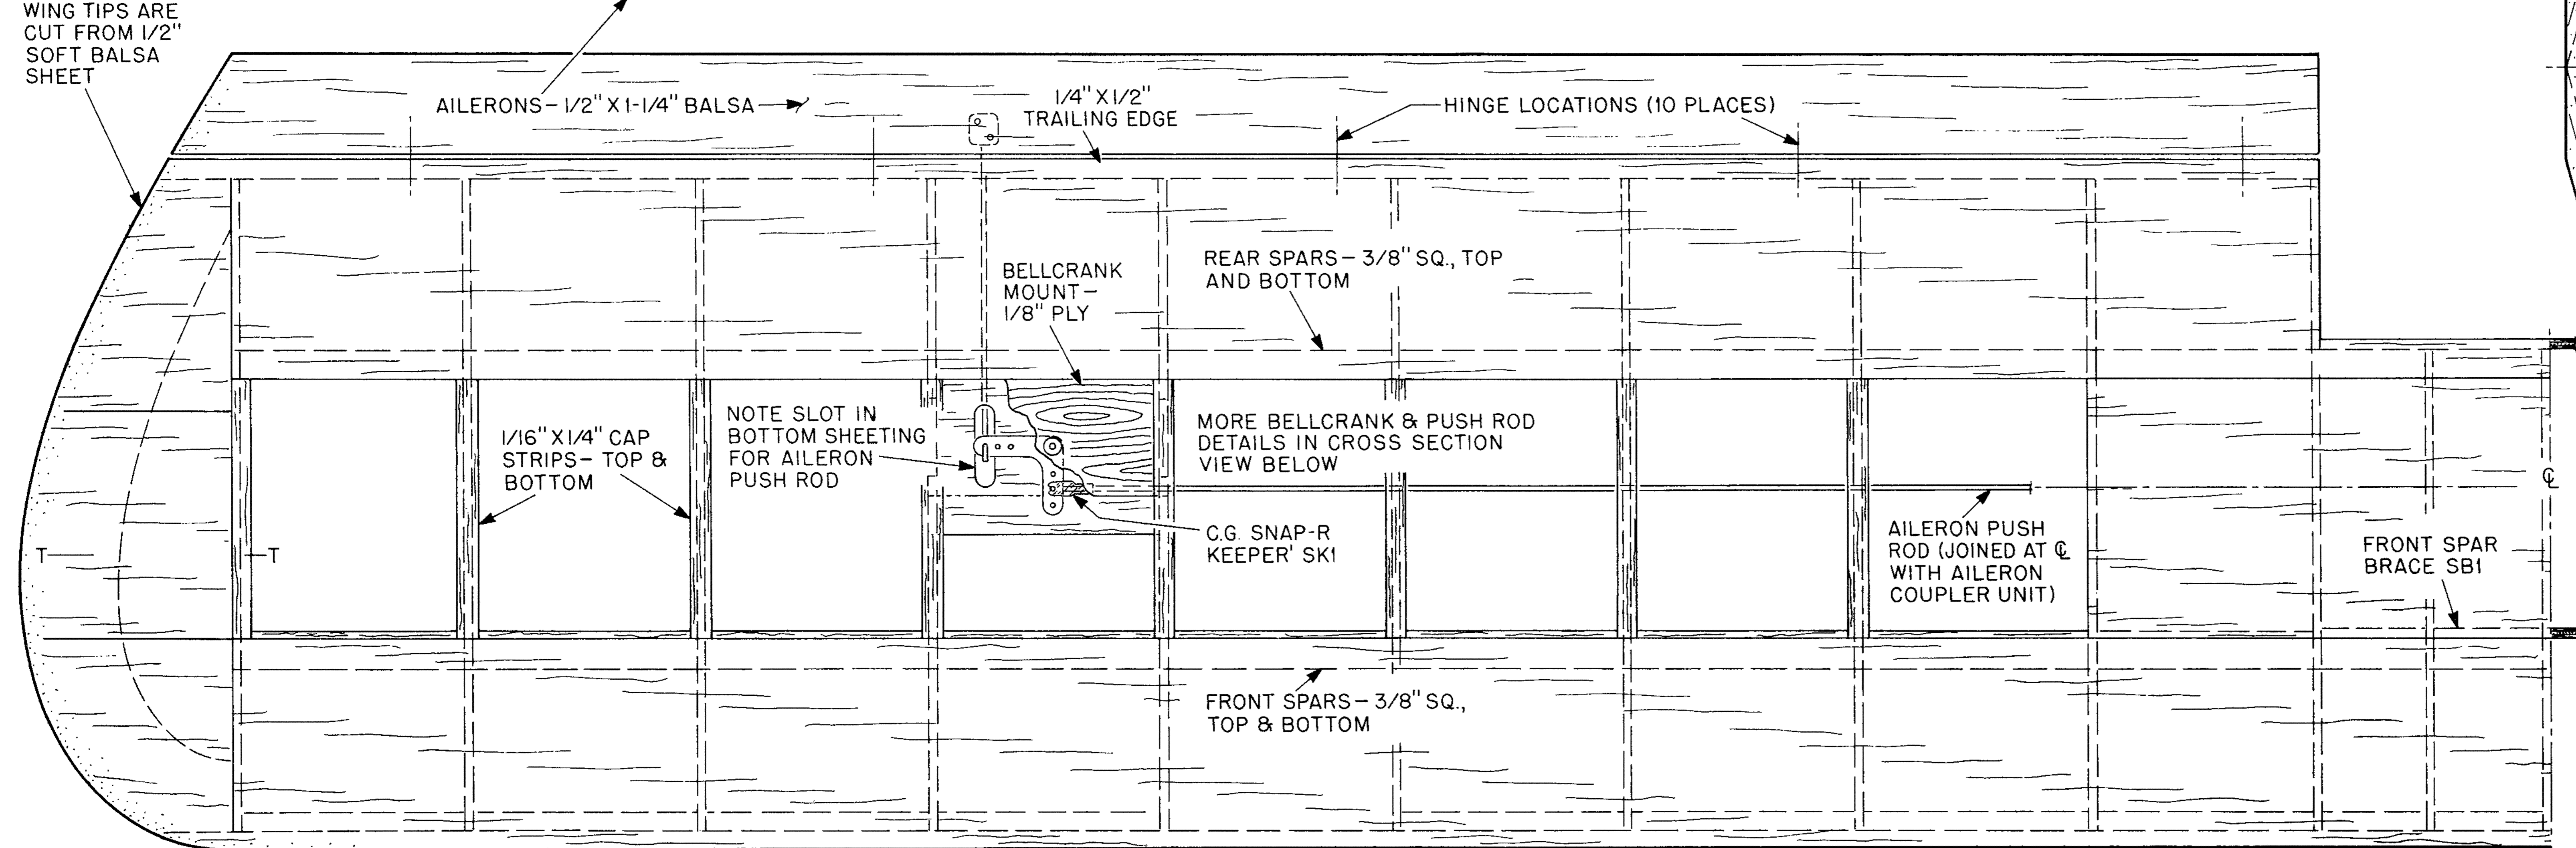 WING TIPS ARE
CUT FROM 1/2"
SOFT BALSA
SHEET
AILERONS-1/2" X 1-1/4" BALSA
1/4" X 1/2"
TRAILING EDGE
HINGE LOCATIONS (10 PLACES)
BELLCRANK
MOUNT-
1/8" PLY
REAR SPARS-3/8" SQ., TOP
AND BOTTOM
1/16" X 1/4" CAP
STRIPS-TOP &
BOTTOM
NOTE SLOT IN
BOTTOM SHEETING
FOR AILERON
PUSH ROD
MORE BELLCRANK & PUSH ROD
DETAILS IN CROSS SECTION
VIEW BELOW
℄
C.G. SNAP-R
KEEPER' SK1
AILERON PUSH
ROD (JOINED AT ℄
WITH AILERON
COUPLER UNIT)
FRONT SPAR
BRACE SB1
T
T
FRONT SPARS-3/8" SQ.,
TOP & BOTTOM